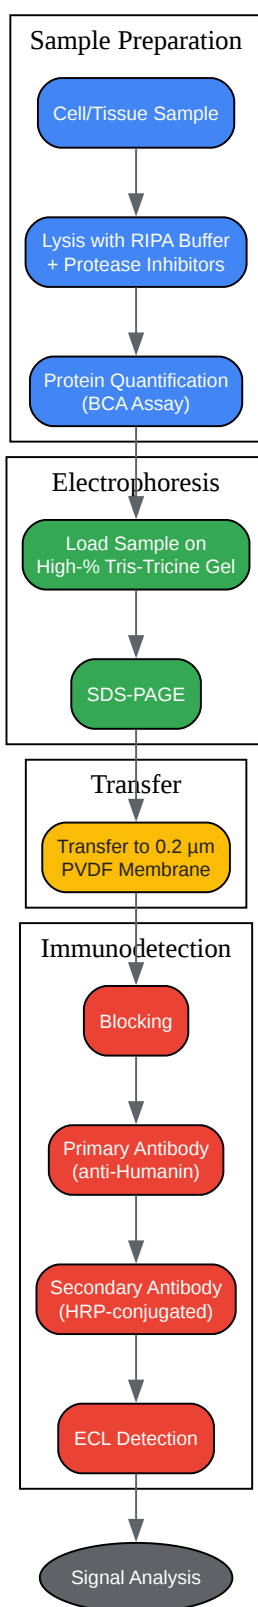 Sample Preparation
Cell/Tissue Sample
Lysis with RIPA Buffer
+ Protease Inhibitors
Protein Quantification
(BCA Assay)
Electrophoresis
Load Sample on
High-% Tris-Tricine Gel
SDS-PAGE
Transfer
Transfer to 0.2 µm
PVDF Membrane
Immunodetection
Blocking
Primary Antibody
(anti-Humanin)
Secondary Antibody
(HRP-conjugated)
ECL Detection
Signal Analysis